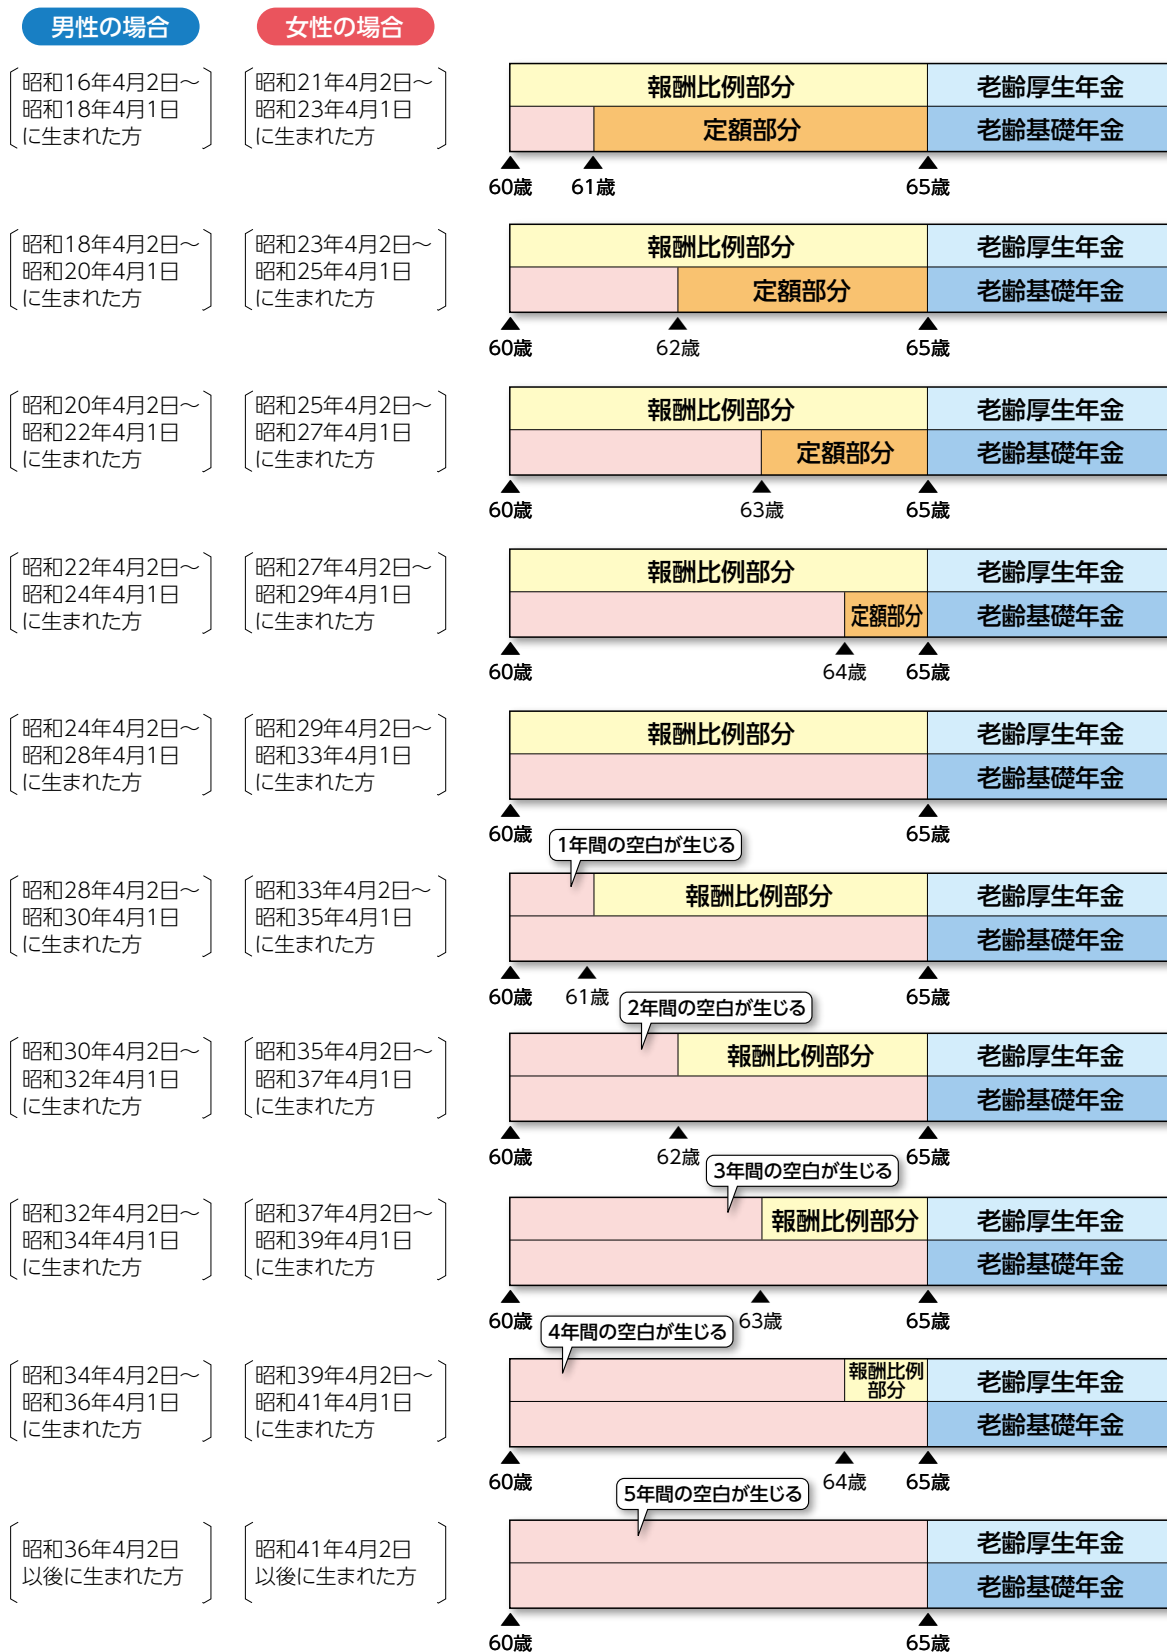 男性の場合
女性の場合
昭和16年4月2日〜
昭和18年4月1日
に生まれた方
昭和21年4月2日〜
昭和23年4月1日
に生まれた方
報酬比例部分
老齢厚生年金
定額部分
老齢基礎年金
60歳
61歳
65歳
昭和18年4月2日〜
昭和20年4月1日
に生まれた方
昭和23年4月2日〜
昭和25年4月1日
に生まれた方
報酬比例部分
老齢厚生年金
定額部分
老齢基礎年金
60歳
62歳
65歳
昭和20年4月2日〜
昭和22年4月1日
に生まれた方
昭和25年4月2日〜
昭和27年4月1日
に生まれた方
報酬比例部分
老齢厚生年金
定額部分
老齢基礎年金
60歳
63歳
65歳
昭和22年4月2日〜
昭和24年4月1日
に生まれた方
昭和27年4月2日〜
昭和29年4月1日
に生まれた方
報酬比例部分
老齢厚生年金
定額部分
老齢基礎年金
60歳
64歳
65歳
昭和24年4月2日〜
昭和28年4月1日
に生まれた方
昭和29年4月2日〜
昭和33年4月1日
に生まれた方
報酬比例部分
老齢厚生年金
老齢基礎年金
60歳
65歳
1年間の空白が生じる
昭和28年4月2日〜
昭和30年4月1日
に生まれた方
昭和33年4月2日〜
昭和35年4月1日
に生まれた方
報酬比例部分
老齢厚生年金
老齢基礎年金
60歳
61歳
65歳
2年間の空白が生じる
昭和30年4月2日〜
昭和32年4月1日
に生まれた方
昭和35年4月2日〜
昭和37年4月1日
に生まれた方
報酬比例部分
老齢厚生年金
老齢基礎年金
60歳
62歳
65歳
3年間の空白が生じる
昭和32年4月2日〜
昭和34年4月1日
に生まれた方
昭和37年4月2日〜
昭和39年4月1日
に生まれた方
報酬比例部分
老齢厚生年金
老齢基礎年金
60歳
63歳
65歳
4年間の空白が生じる
昭和34年4月2日〜
昭和36年4月1日
に生まれた方
昭和39年4月2日〜
昭和41年4月1日
に生まれた方
報酬比例
部分
老齢厚生年金
老齢基礎年金
60歳
64歳
65歳
5年間の空白が生じる
昭和36年4月2日
以後に生まれた方
昭和41年4月2日
以後に生まれた方
老齢厚生年金
老齢基礎年金
60歳
65歳